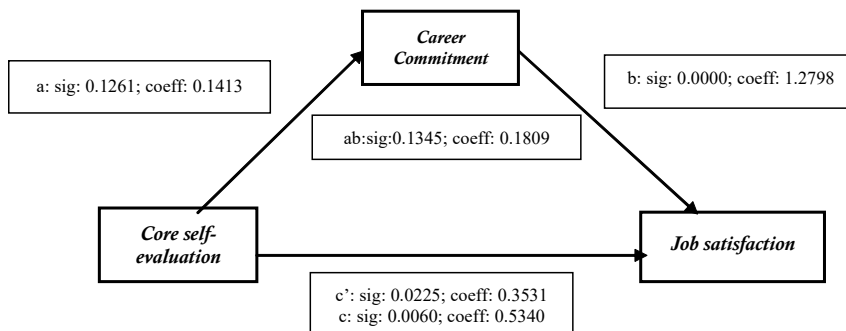 Career
Commitment
a: sig: 0.1261; coeff: 0.1413
b: sig: 0.0000; coeff: 1.2798
ab:sig:0.1345; coeff: 0.1809
Core self-
evaluation
Job satisfaction
c’: sig: 0.0225; coeff: 0.3531
c: sig: 0.0060; coeff: 0.5340